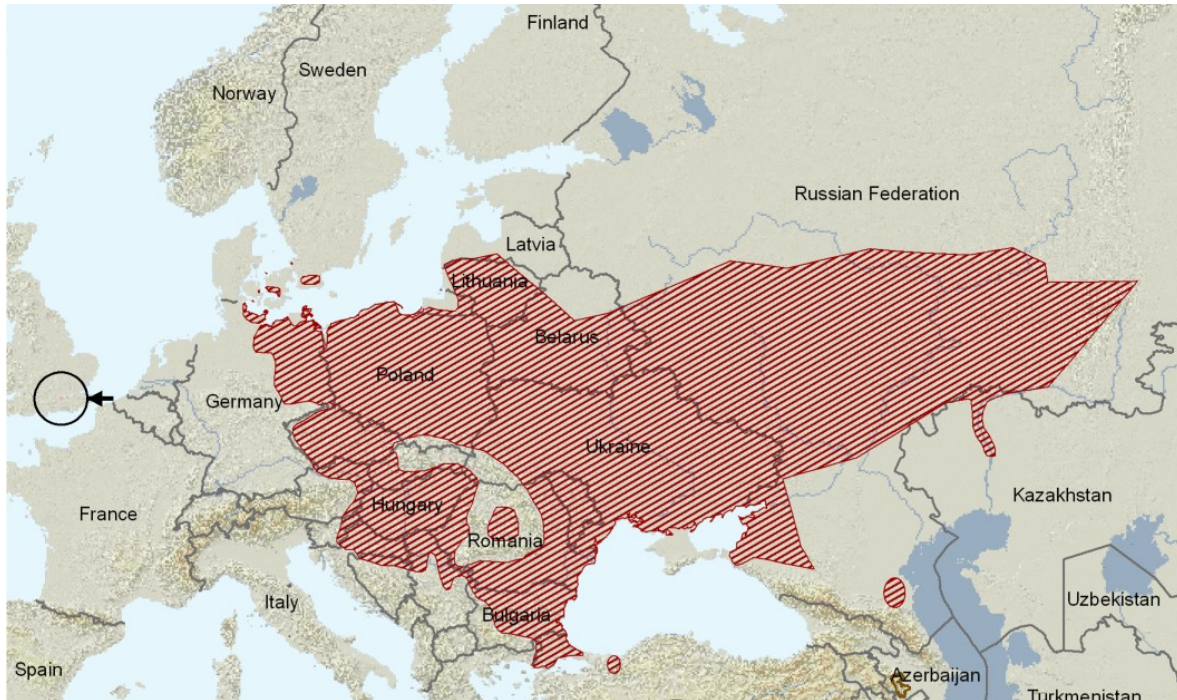 Finland
Sweden
Norway
Russian Federation
Latvia
Lithuania
Belarus
Poland
Germany
Ukraine
Kazakhstan
Hungary
France
Romania
Uzbekistan
Italy
Bulgaria
Spain
Azerbaijan
Turkmenistan